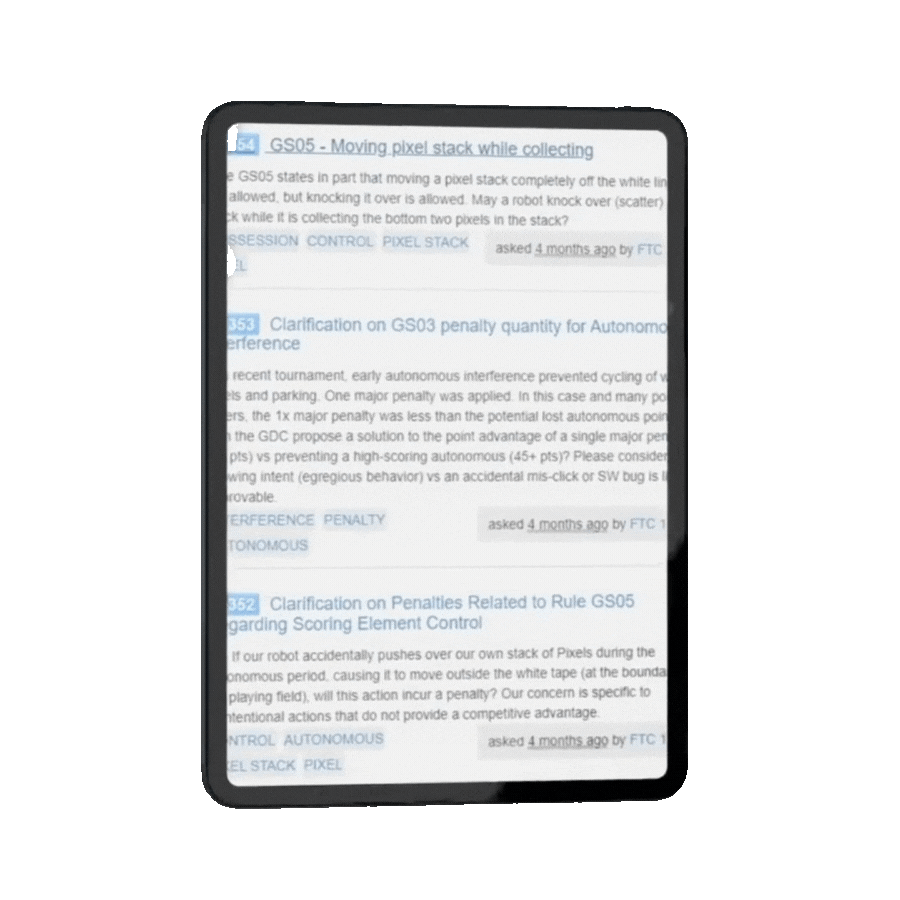 54 GS05 - Moving pixel stack while collecting
e GS05 states in part that moving a pixel stack completely off the white lin
allowed, but knocking it over is allowed. May a robot knock over (scatter)
ck while it is collecting the bottom two pixels in the stack?
SSESSION CONTROL PIXEL STACK
asked 4 months ago by FTC
EL
353 Clarification on GS03 penalty quantity for Autonomo
erference
recent tournament, early autonomous interference prevented cycling of w
els and parking. One major penalty was applied. In this case and many po
ers, the 1x major penalty was less than the potential lost autonomous poin
n the GDC propose a solution to the point advantage of a single major pen
pts) vs preventing a high-scoring autonomous (45+ pts)? Please consider
wing intent (egregious behavior) vs an accidental mis-click or SW bug is li
rovable.
ERFERENCE PENALTY
asked 4 months ago by FTC 1
TONOMOUS
352 Clarification on Penalties Related to Rule GS05
garding Scoring Element Control
If our robot accidentally pushes over our own stack of Pixels during the
onomous period, causing it to move outside the white tape (at the bounda
playing field), will this action incur a penalty? Our concern is specific to
ntentional actions that do not provide a competitive advantage.
NTROL AUTONOMOUS
asked 4 months ago by FTC 1
EL STACK PIXEL